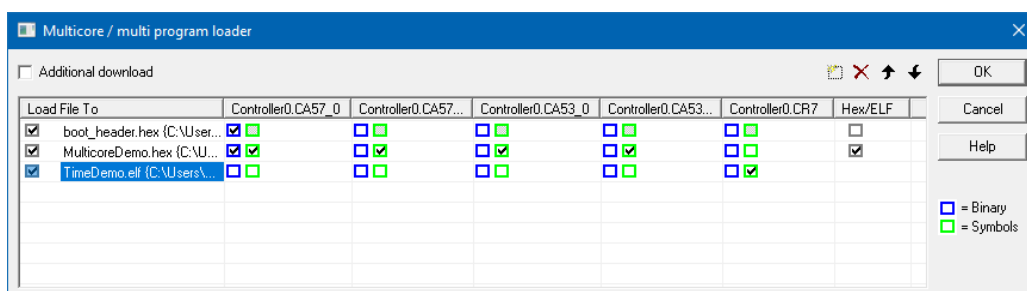 Multicore / multi program loader
Additional download
OK
Load File To Controller0.CA57_0 Controller0.CA57... Controller0.CA53_0 Controller0.CA53... Controller0.CR7 Hex/ELF
Cancel
boot_header.hex {C:\User...
MulticoreDemo.hex {C:\U...
Help
TimeDemo.elf {C:\Users\...
= Binary
= Symbols